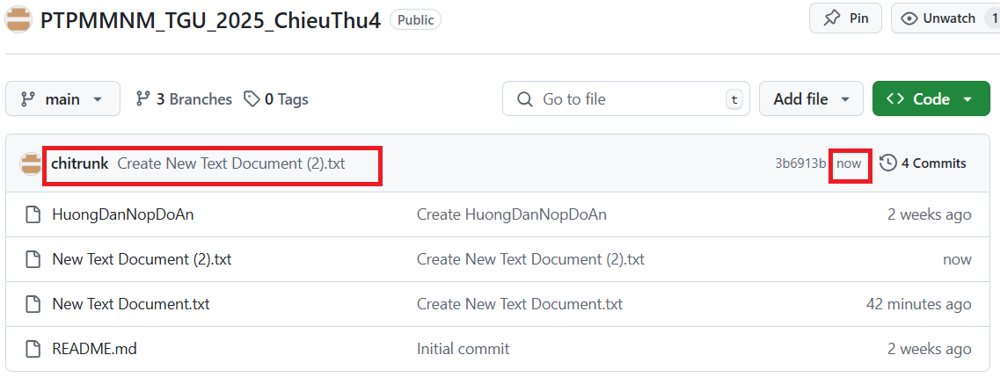 PTPMMNM_TGU_2025_ChieuThu4 Public Pin Unwatch 1
main 3 Branches 0 Tags Go to file t Add file Code
chitrunk Create New Text Document (2).txt 3b6913b now 4 Commits
HuongDanNopDoAn Create HuongDanNopDoAn 2 weeks ago
New Text Document (2).txt Create New Text Document (2).txt now
New Text Document.txt Create New Text Document.txt 42 minutes ago
README.md Initial commit 2 weeks ago